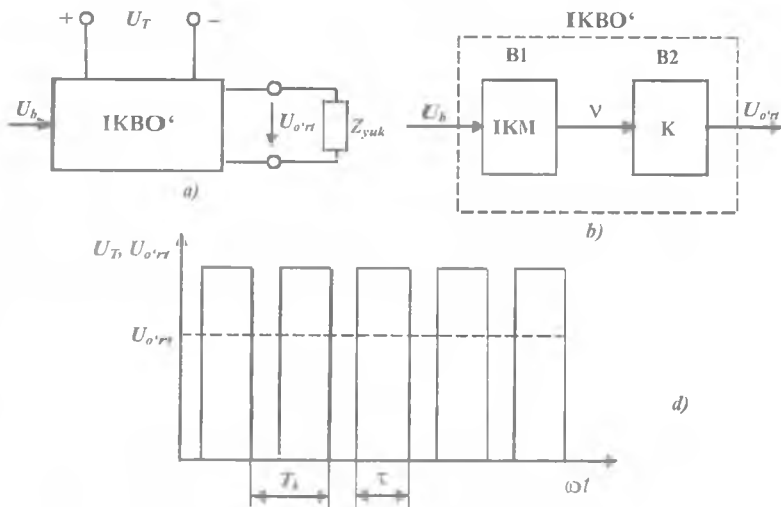 + U_T −
U_b IKBO‘ U_o‘rt Z_yuk
a)
IKBO‘
B1 B2
U_b IKM ν K U_o‘rt
b)
U_T, U_o‘rt
U_o‘rt
d)
T_i τ ωt